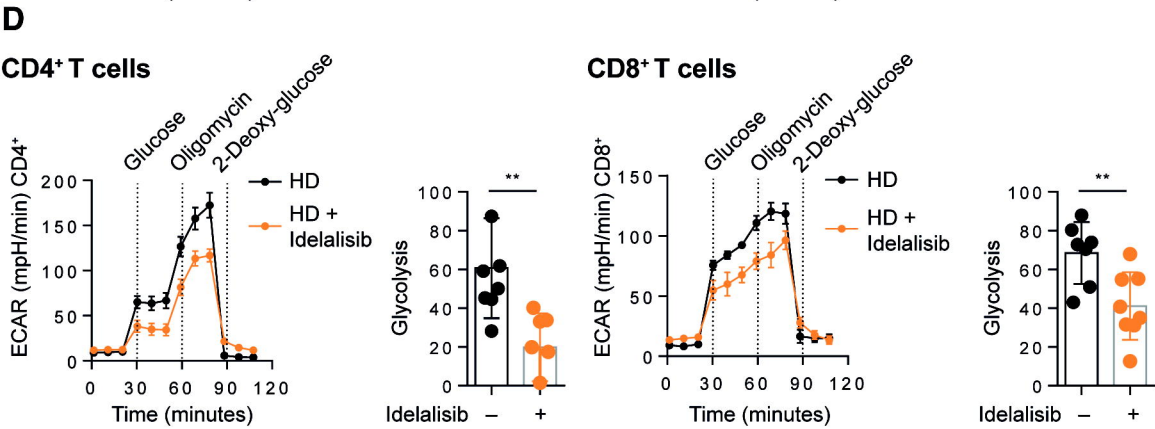 D
CD4+ T cells
Glucose
Oligomycin
2-Deoxy-glucose
ECAR (mpH/min) CD4+
200
150
100
50
0
0 30 60 90 120
Time (minutes)
HD
HD +
Idelalisib
Glycolysis
100
80
60
40
20
0
**
Idelalisib – +
CD8+ T cells
Glucose
Oligomycin
2-Deoxy-glucose
ECAR (mpH/min) CD8+
150
100
50
0
0 30 60 90 120
Time (minutes)
HD
HD +
Idelalisib
Glycolysis
100
80
60
40
20
0
**
Idelalisib – +